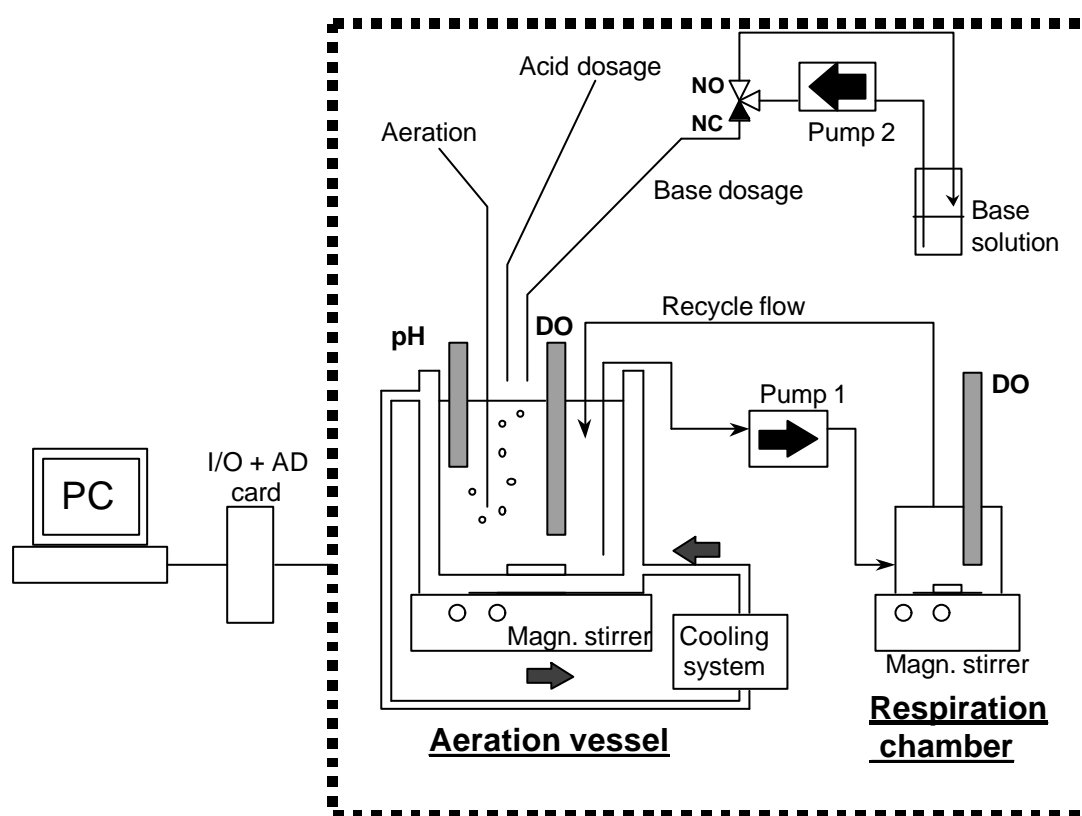 Acid dosage
Aeration
NO
NC
Pump 2
Base dosage
Base
solution
Recycle flow
pH
DO
Pump 1
DO
I/O + AD
card
PC
Magn. stirrer
Cooling
system
Magn. stirrer
Aeration vessel
Respiration
chamber